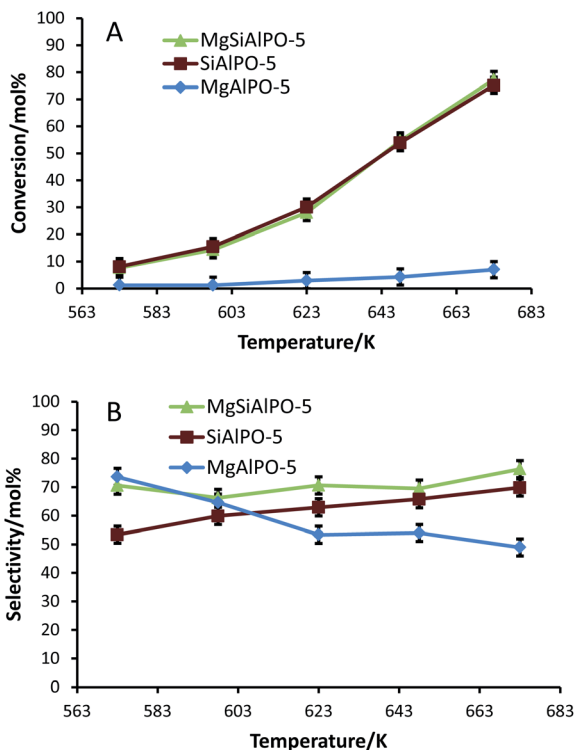 A
MgSiAlPO-5
SiAlPO-5
MgAlPO-5
Conversion/mol%
100
90
80
70
60
50
40
30
20
10
0
563 583 603 623 643 663 683
Temperature/K
B
MgSiAlPO-5
SiAlPO-5
MgAlPO-5
Selectivity/mol%
100
90
80
70
60
50
40
30
20
10
0
563 583 603 623 643 663 683
Temperature/K